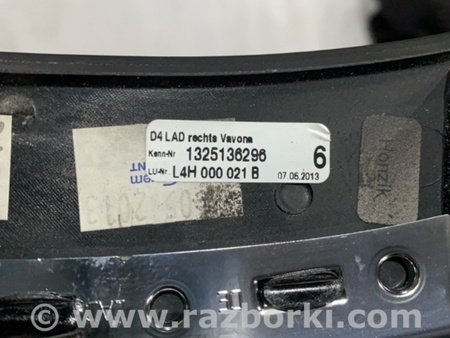 D4 LAD rechts Vavona
Kenn-Nr 1325136296 6
LU-Nr L4H 000 021 B 07.06.2013
Holzik
www.razborki.com